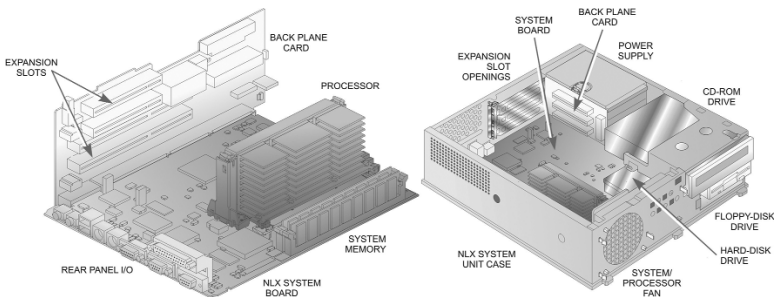 BACK PLANE
CARD
EXPANSION
SLOTS
PROCESSOR
SYSTEM
MEMORY
REAR PANEL I/O
NLX SYSTEM
BOARD
SYSTEM
BOARD
BACK PLANE
CARD
EXPANSION
SLOT
OPENINGS
POWER
SUPPLY
CD-ROM
DRIVE
FLOPPY-DISK
DRIVE
HARD-DISK
DRIVE
NLX SYSTEM
UNIT CASE
SYSTEM/
PROCESSOR
FAN